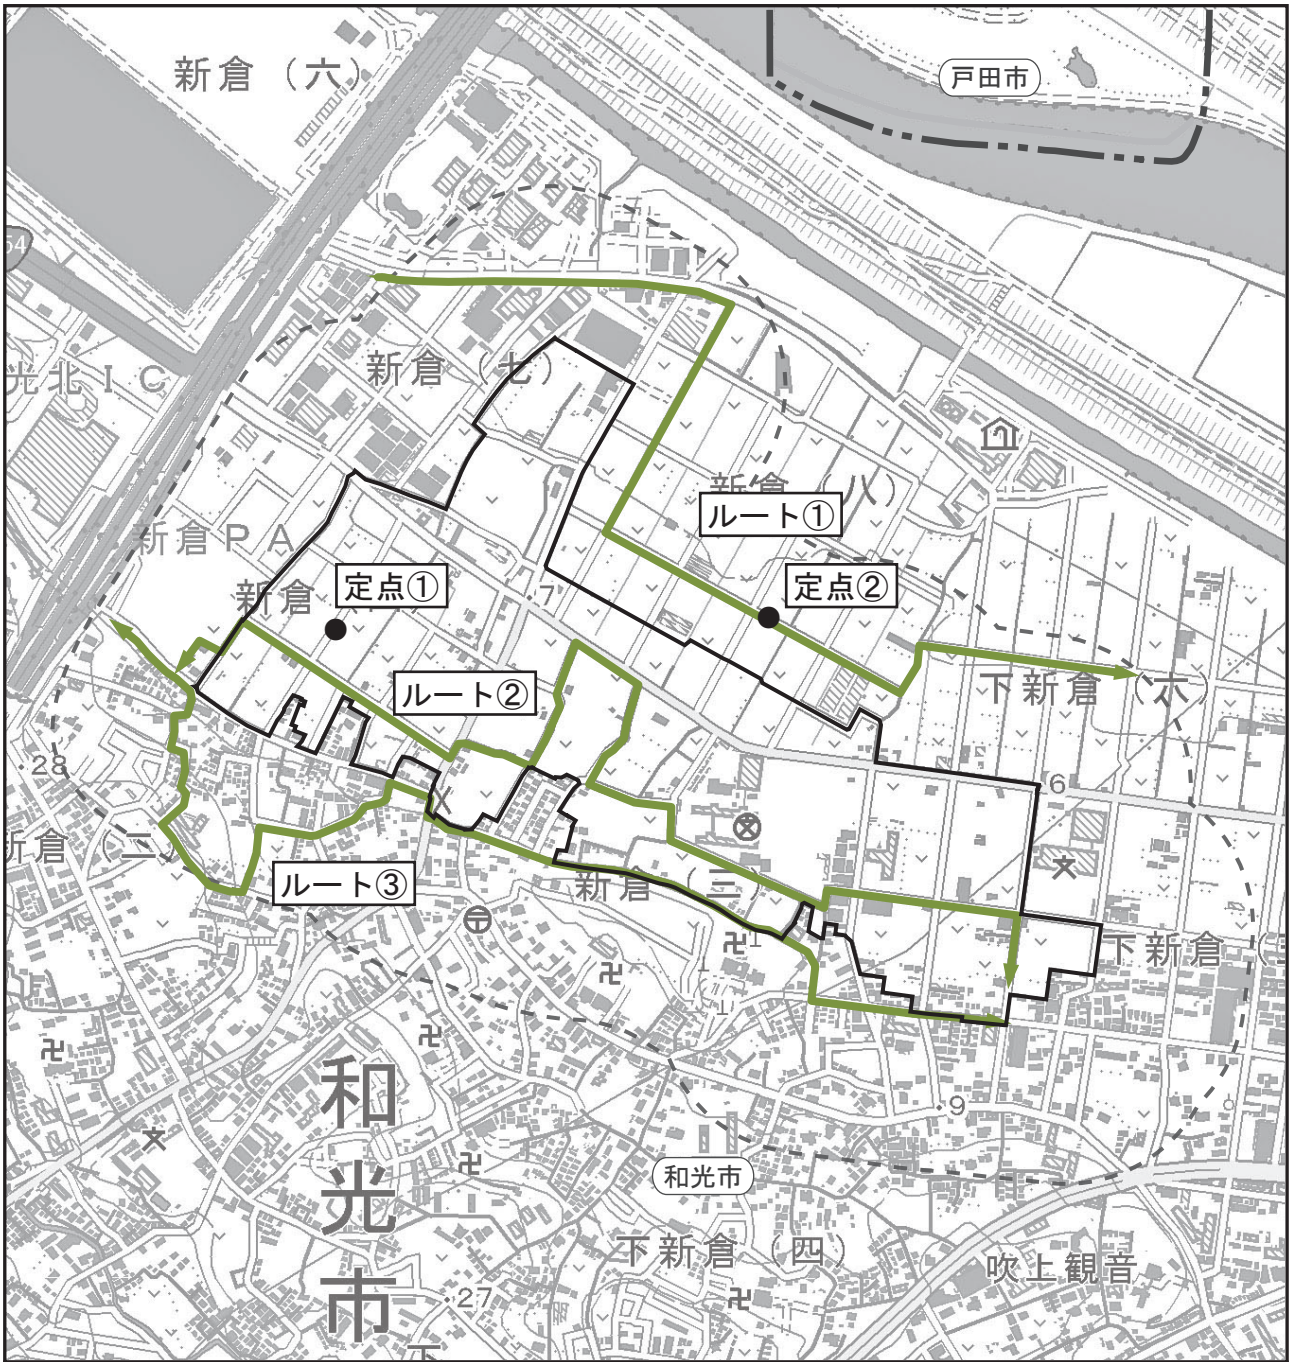 新倉（六）
戸田市
54
新倉（七）
光北ＩＣ
新倉（八）
ルート①
新倉ＰＡ
定点①
定点②
新倉
7
ルート②
下新倉（六）
28
6
新倉（二）
ルート③
新倉（三）
下新倉
和光市
9
和光市
下新倉（四）
吹上観音
27